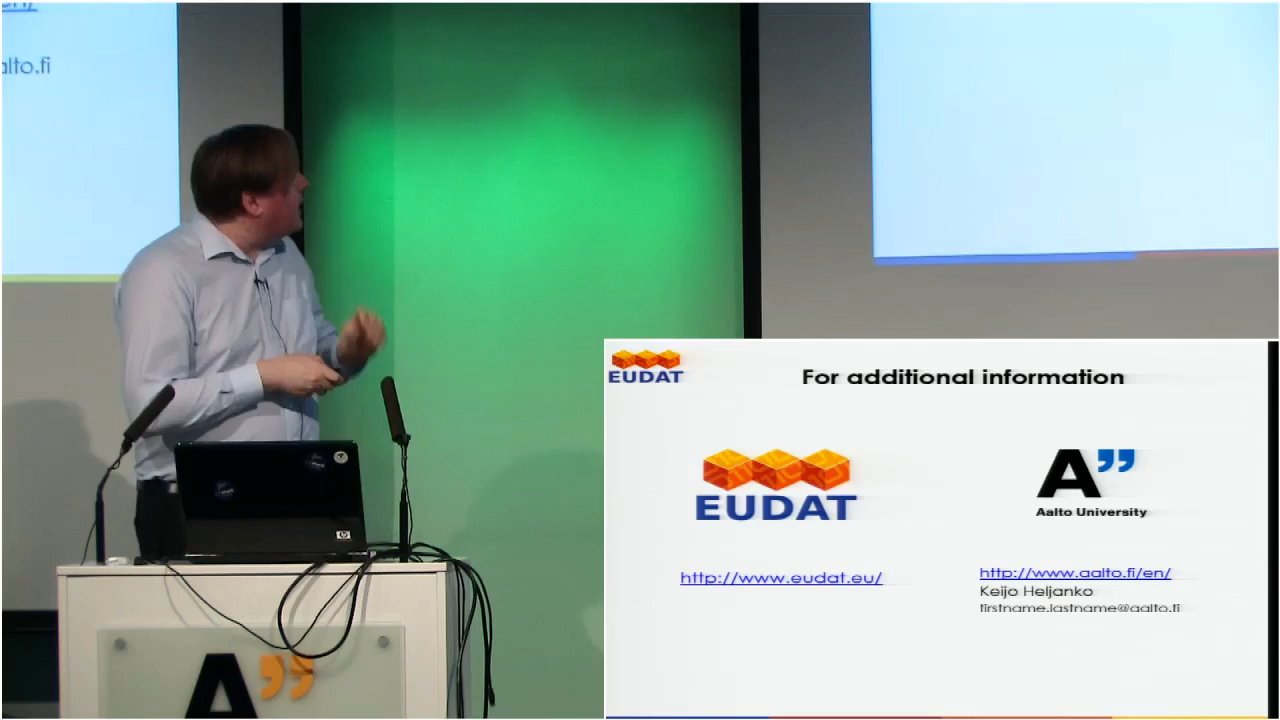 alto.fi
EUDAT
For additional information
EUDAT
A”
Aalto University
http://www.eudat.eu/
http://www.aalto.fi/en/
Keijo Heljanko
firstname.lastname@aalto.fi
hp
A”